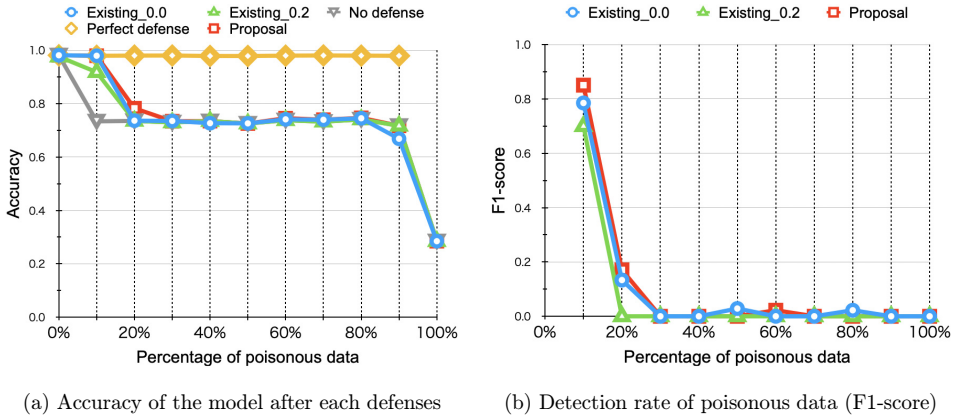 Existing_0.0 Existing_0.2 No defense
Perfect defense Proposal
1.0
0.8
0.6
0.4
0.2
0.0
Accuracy
0% 20% 40% 60% 80% 100%
Percentage of poisonous data
(a) Accuracy of the model after each defenses
Existing_0.0 Existing_0.2 Proposal
1.0
0.8
0.6
0.4
0.2
0.0
F1-score
0% 20% 40% 60% 80% 100%
Percentage of poisonous data
(b) Detection rate of poisonous data (F1-score)